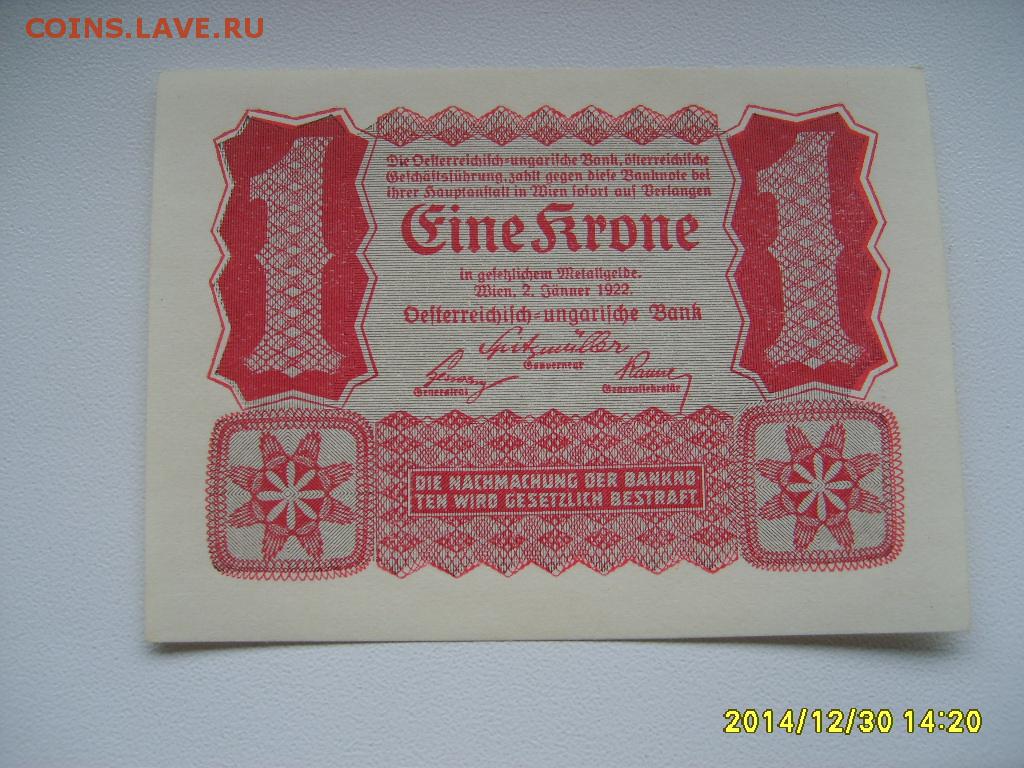 COINS.LAVE.RU
1
1
Die Oesterreichisch-ungarische Bank, österreichische
Geschäftsführung, zahlt gegen diese Banknote bei
ihrer Hauptanstalt in Wien sofort auf Verlangen
Eine Krone
in gesetzlichem Metallgelde.
Wien, 2. Jänner 1922.
Oesterreichisch-ungarische Bank
Spitzmüller
Gouverneur
Generalrat
Generalsekretär
DIE NACHMACHUNG DER BANKNO
TEN WIRD GESETZLICH BESTRAFT
2014/12/30 14:20